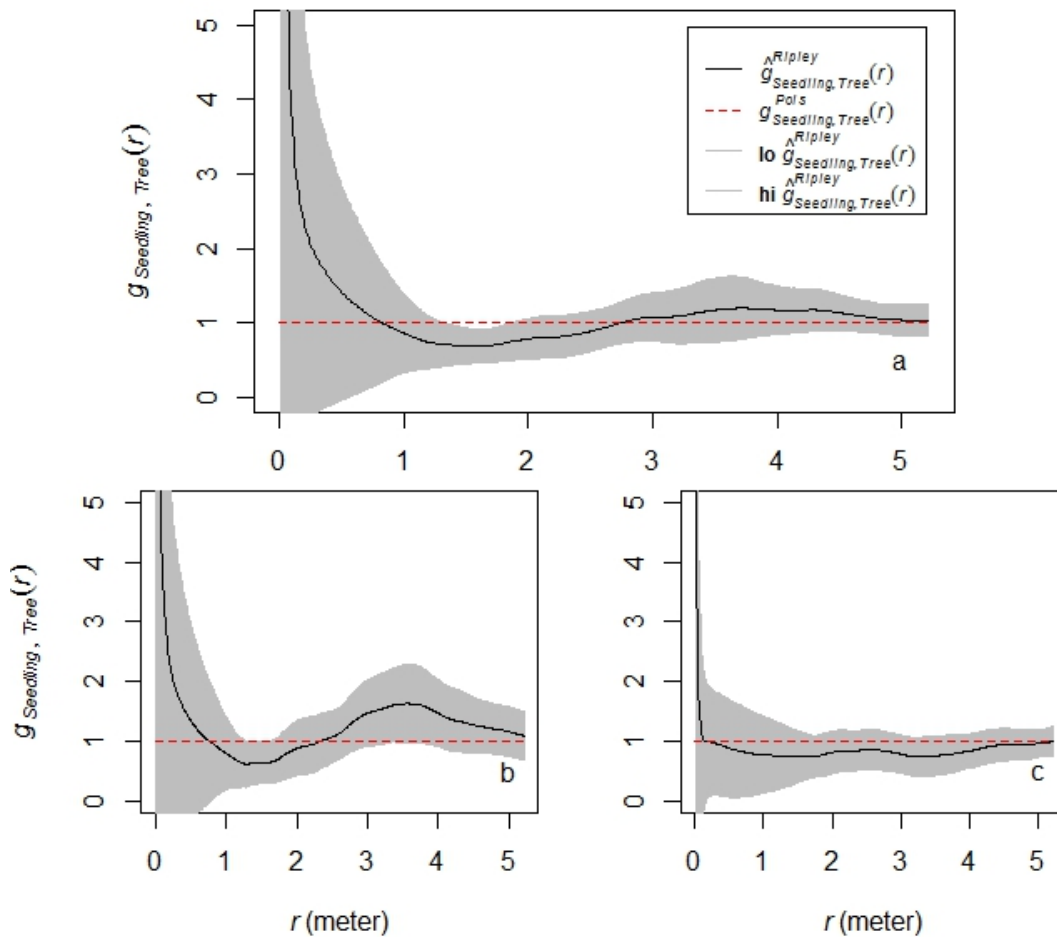 5
4
3
2
1
0
g Seedling, Tree(r)
ĝ Ripley Seedling,Tree(r)
g Pois Seedling,Tree(r)
lo ĝ Ripley Seedling,Tree(r)
hi ĝ Ripley Seedling,Tree(r)
a
0 1 2 3 4 5
5
4
3
2
1
0
g Seedling, Tree(r)
b
0 1 2 3 4 5
r (meter)
5
4
3
2
1
0
c
0 1 2 3 4 5
r (meter)